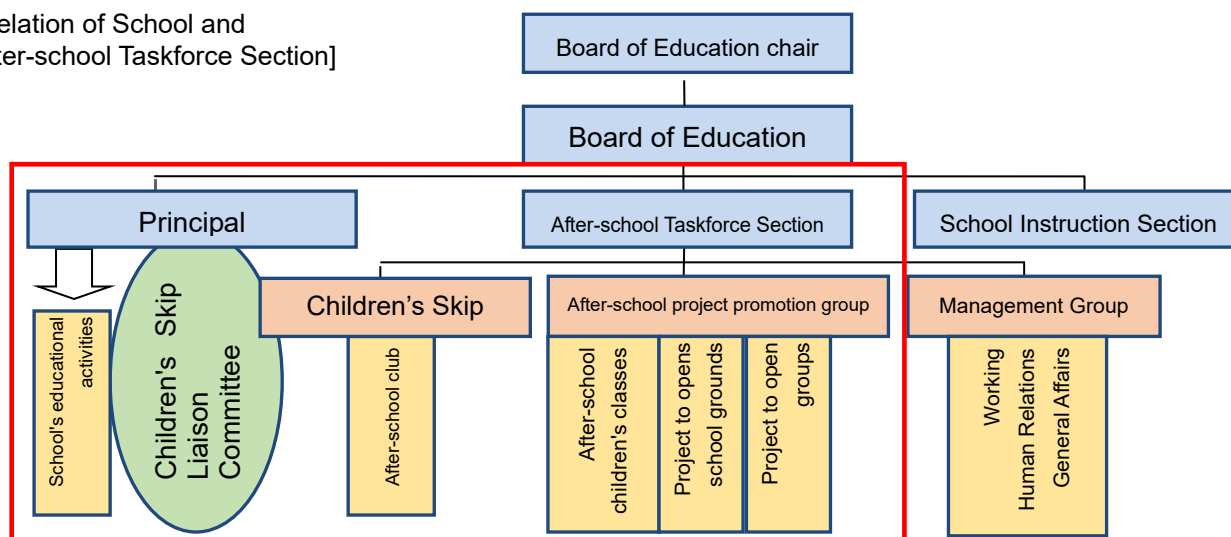 elation of School and
ter-school Taskforce Section]
Board of Education chair
Board of Education
Principal
After-school Taskforce Section
School Instruction Section
Children's Skip
After-school project promotion group
Management Group
School's educational
activities
Children's Skip
Liaison
Committee
After-school club
After-school
children's classes
Project to opens
school grounds
Project to open
groups
Working
Human Relations
General Affairs